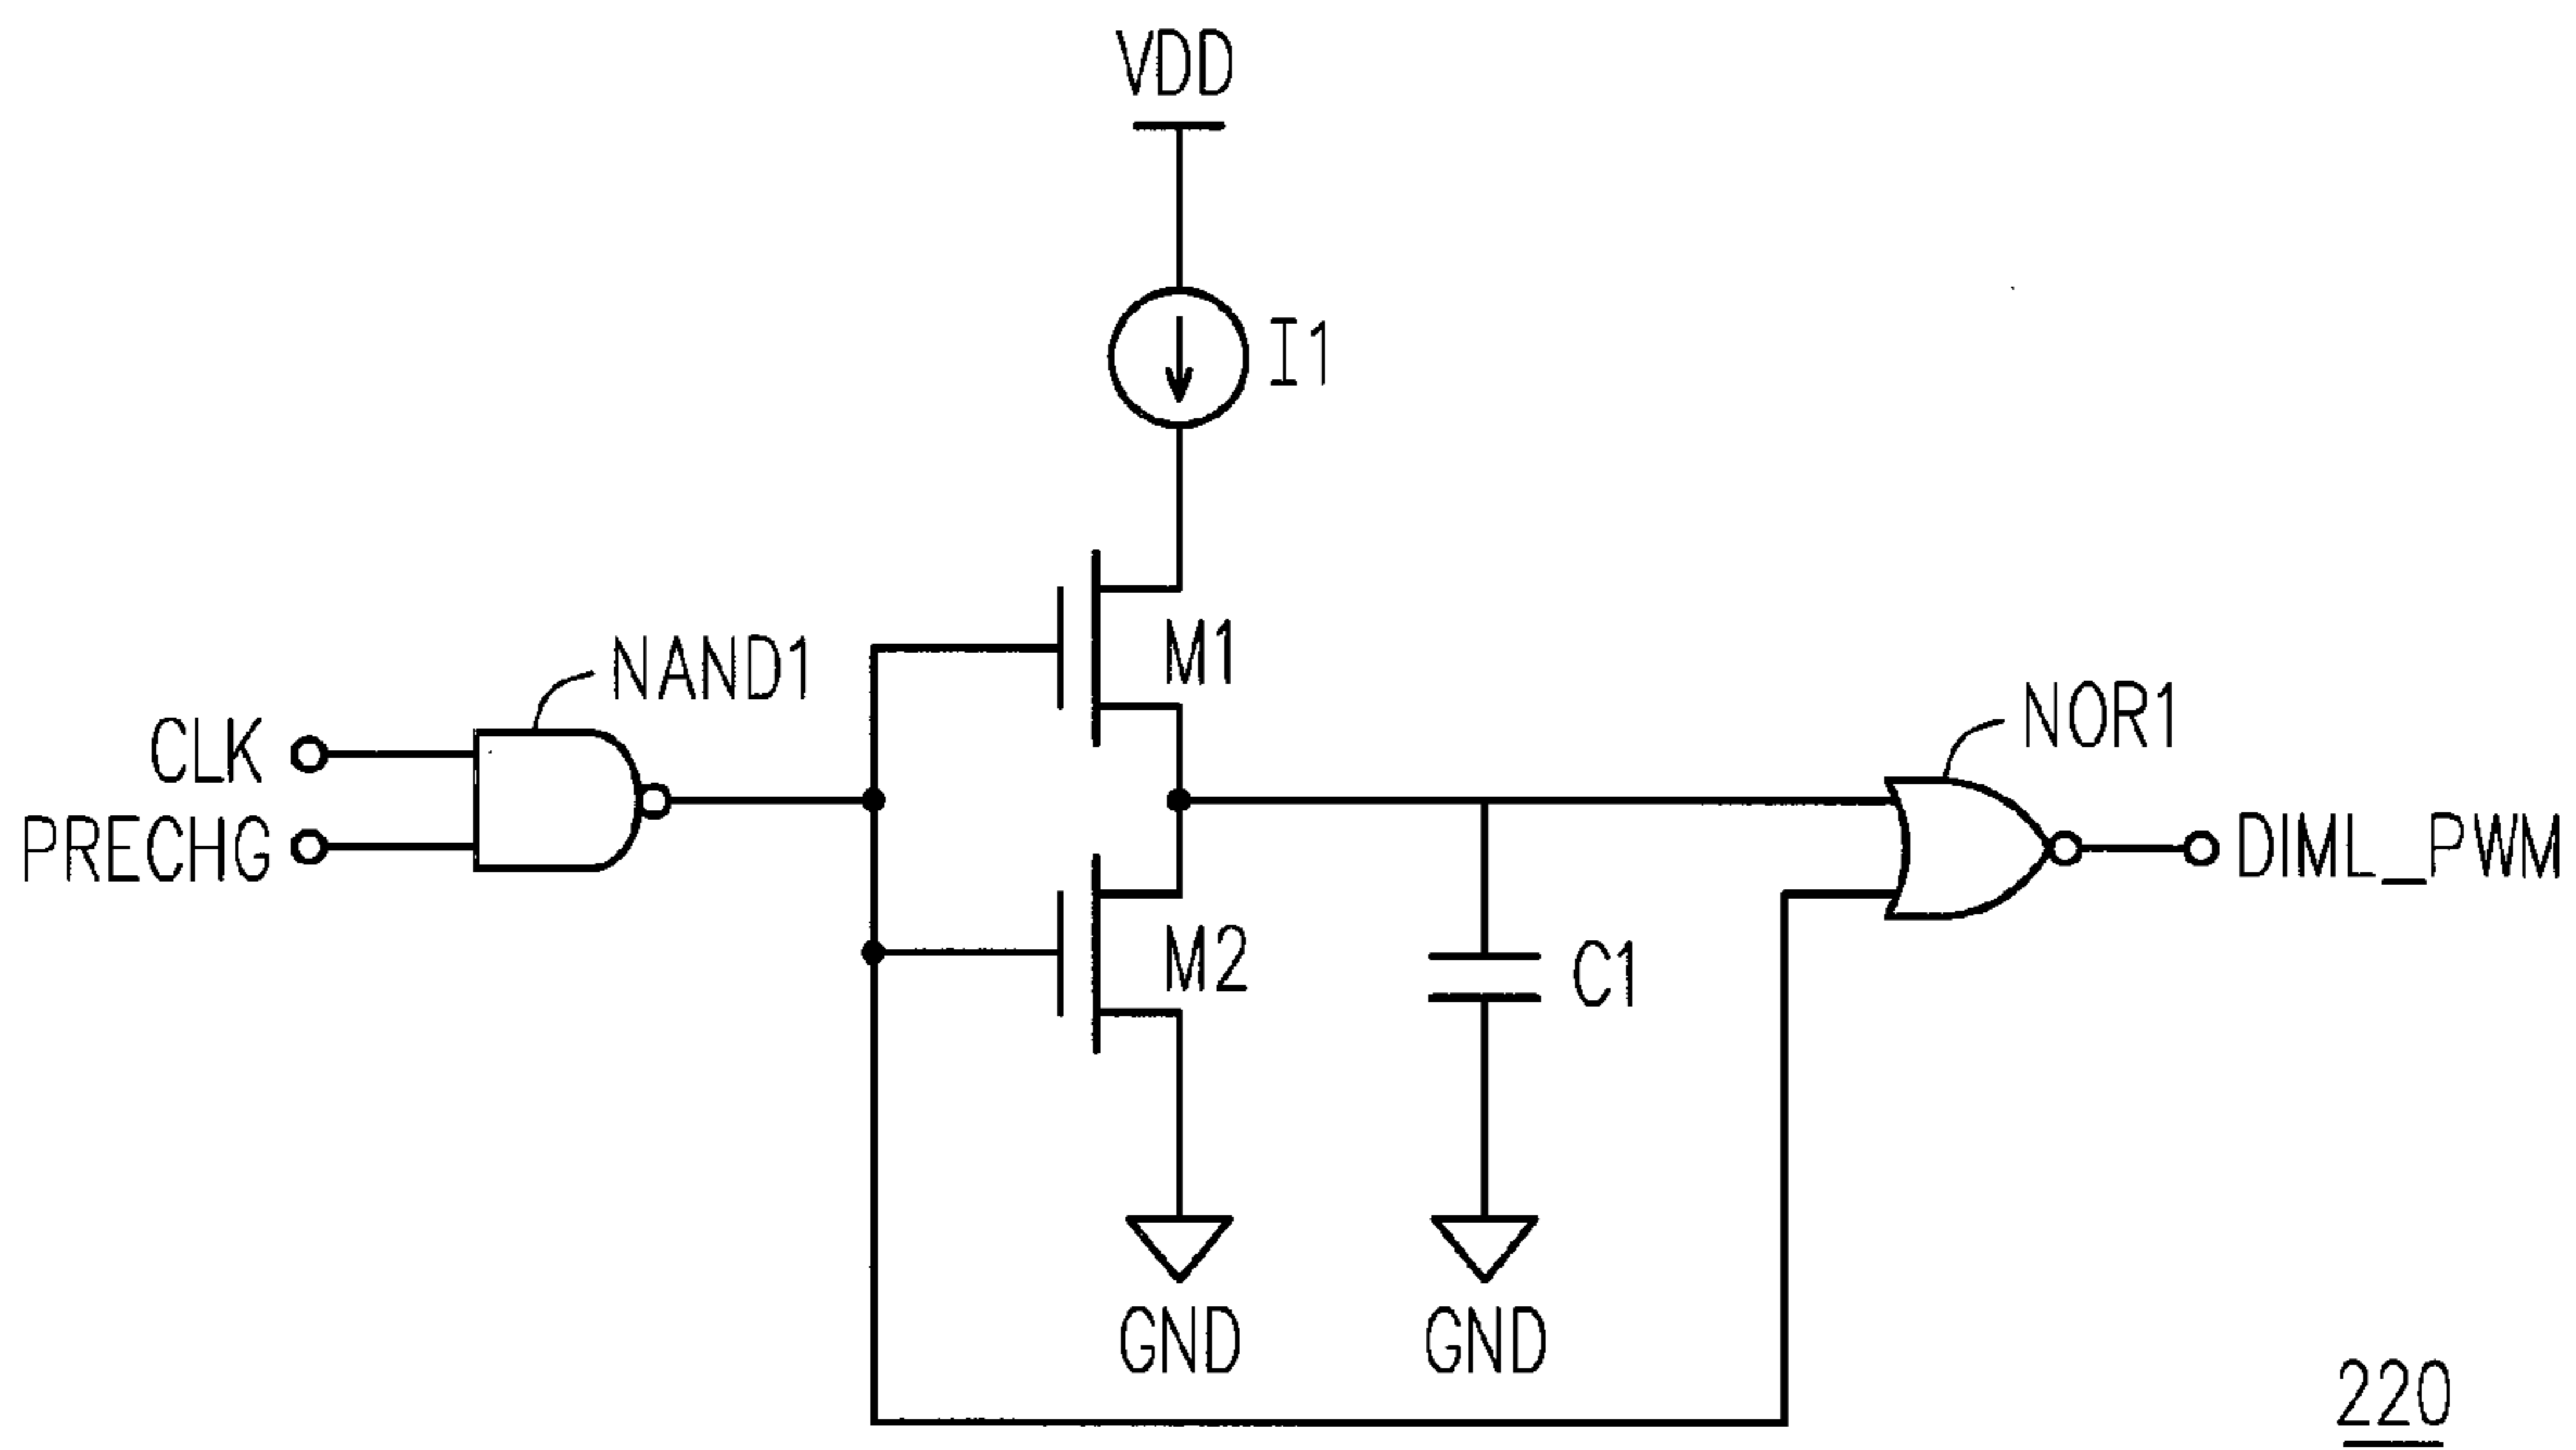 VDD
I1
M1
NAND1
CLK
PRECHG
NOR1
DIML_PWM
M2
C1
GND
GND
220